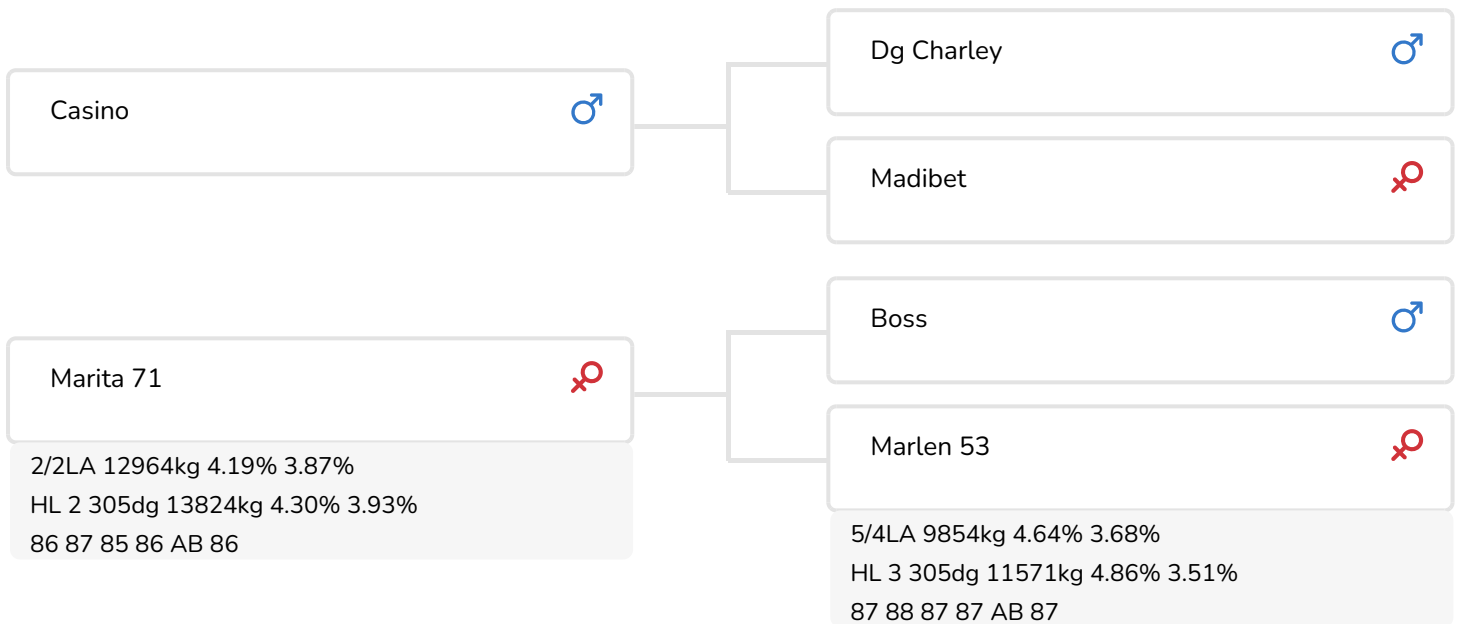 Casino
Dg Charley
Madibet
Marita 71
2/2LA 12964kg 4.19% 3.87%
HL 2 305dg 13824kg 4.30% 3.93%
86 87 85 86 AB 86
Boss
Marlen 53
5/4LA 9854kg 4.64% 3.68%
HL 3 305dg 11571kg 4.86% 3.51%
87 88 87 87 AB 87